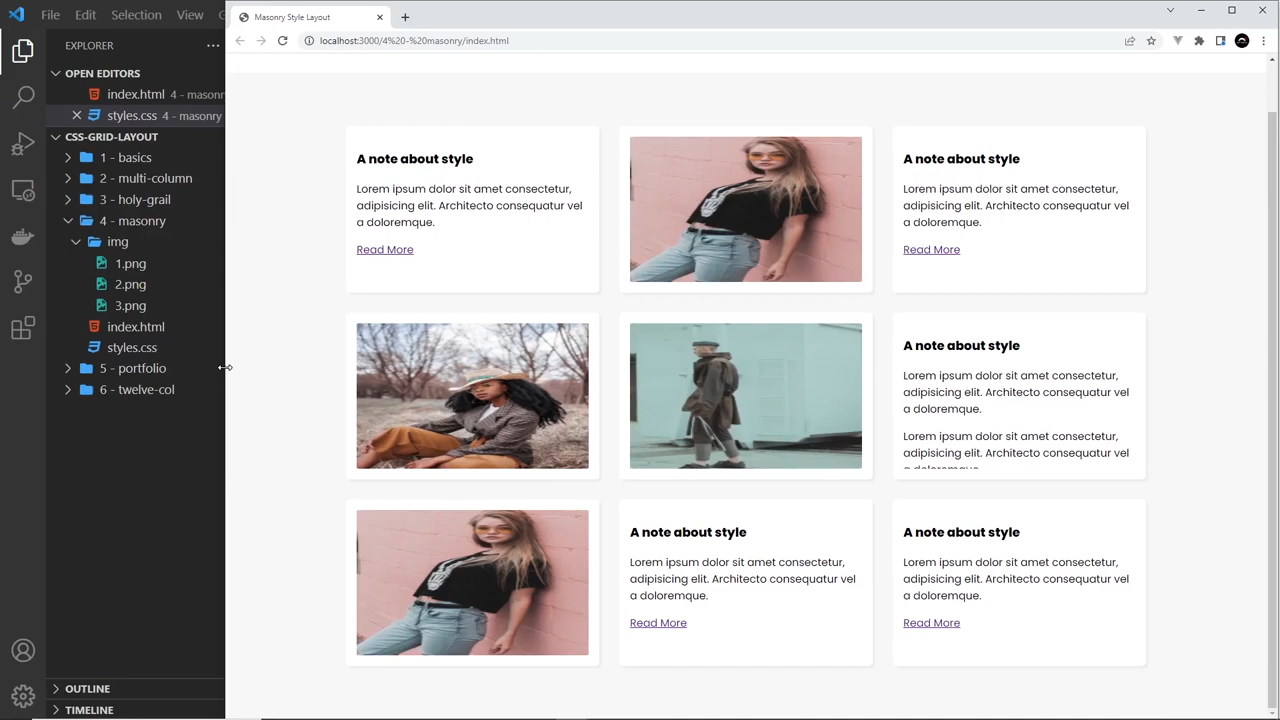 File Edit Selection View
Masonry Style Layout
localhost:3000/4%20-%20masonry/index.html
EXPLORER
OPEN EDITORS
index.html 4 - masonr
styles.css 4 - masonry
CSS-GRID-LAYOUT
1 - basics
2 - multi-column
3 - holy-grail
4 - masonry
img
1.png
2.png
3.png
index.html
styles.css
5 - portfolio
6 - twelve-col
OUTLINE
TIMELINE
A note about style
Lorem ipsum dolor sit amet consectetur,
adipisicing elit. Architecto consequatur vel
a doloremque.
Read More
A note about style
Lorem ipsum dolor sit amet consectetur,
adipisicing elit. Architecto consequatur vel
a doloremque.
Read More
A note about style
Lorem ipsum dolor sit amet consectetur,
adipisicing elit. Architecto consequatur vel
a doloremque.
Lorem ipsum dolor sit amet consectetur,
adipisicing elit. Architecto consequatur vel
a doloremque.
A note about style
Lorem ipsum dolor sit amet consectetur,
adipisicing elit. Architecto consequatur vel
a doloremque.
Read More
A note about style
Lorem ipsum dolor sit amet consectetur,
adipisicing elit. Architecto consequatur vel
a doloremque.
Read More